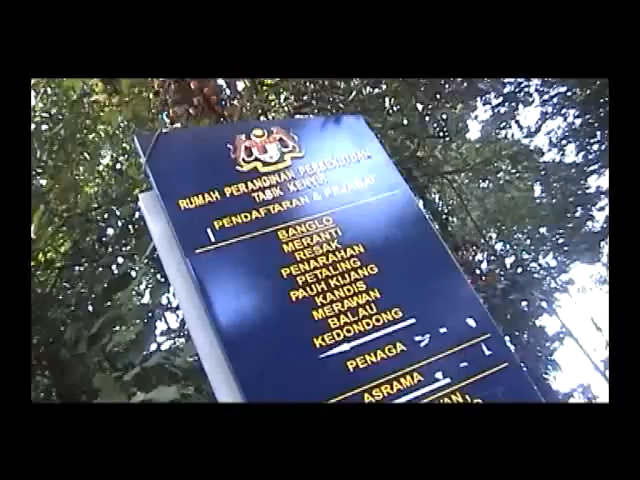 RUMAH PERANGINAN PERSEKUTUAN
TASIK KENYIR
PENDAFTARAN & PEJABAT
BANGLO
MERANTI
RESAK
PENARAHAN
PETALING
PAUH KIJANG
KANDIS
MERAWAN
BALAU
KEDONDONG
PENAGA
ASRAMA